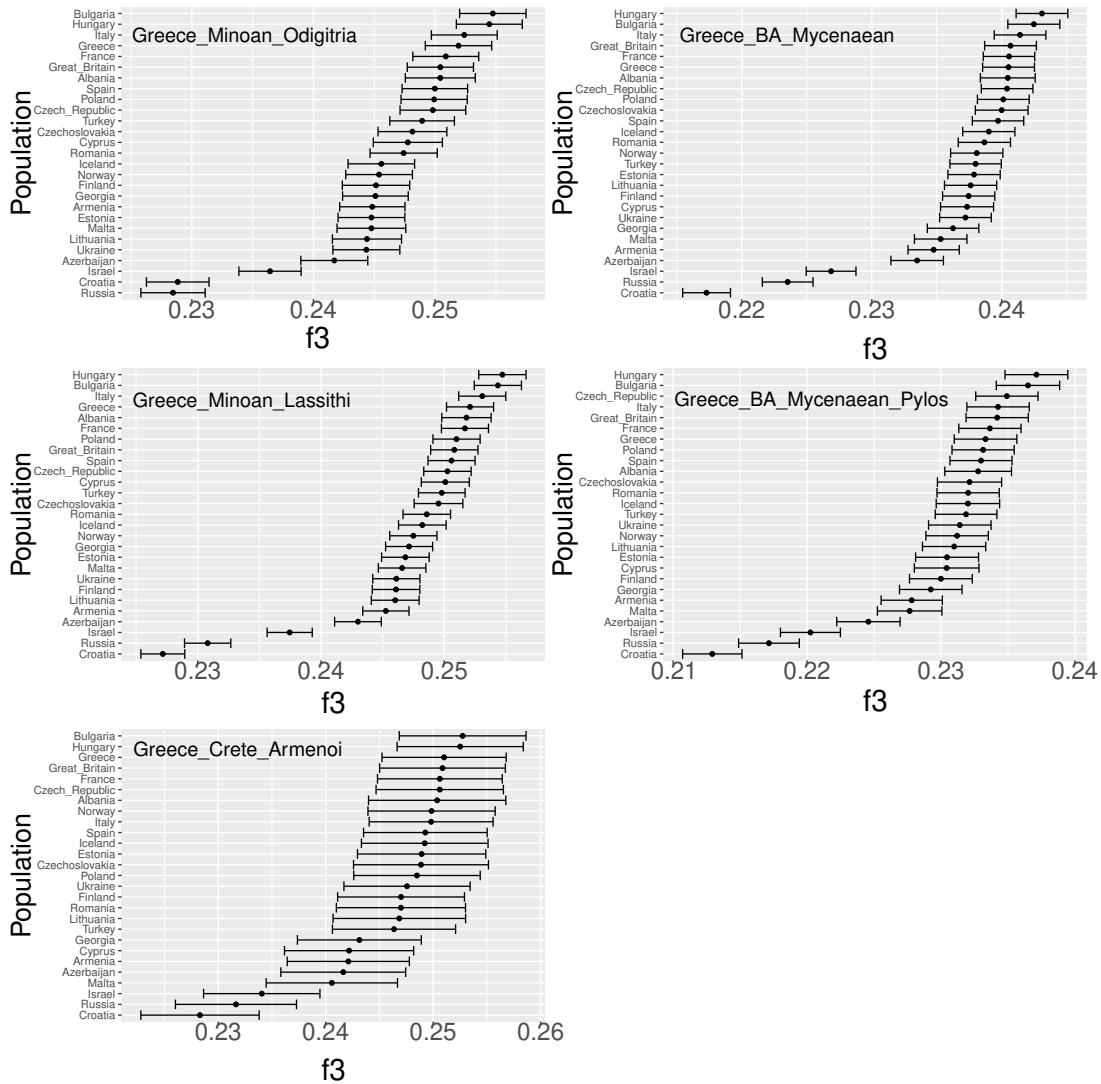 Greece_Minoan_Odigitria
Population
Bulgaria
Hungary
Italy
Greece
France
Great_Britain
Albania
Spain
Poland
Czech_Republic
Turkey
Czechoslovakia
Cyprus
Romania
Iceland
Norway
Finland
Georgia
Armenia
Estonia
Malta
Lithuania
Ukraine
Azerbaijan
Israel
Croatia
Russia
0.23 0.24 0.25
f3
Greece_BA_Mycenaean
Population
Hungary
Bulgaria
Italy
Great_Britain
France
Greece
Albania
Czech_Republic
Poland
Czechoslovakia
Spain
Iceland
Romania
Norway
Turkey
Estonia
Lithuania
Finland
Cyprus
Ukraine
Georgia
Malta
Armenia
Azerbaijan
Israel
Russia
Croatia
0.22 0.23 0.24
f3
Greece_Minoan_Lassithi
Population
Hungary
Bulgaria
Italy
Greece
Albania
France
Poland
Great_Britain
Spain
Czech_Republic
Cyprus
Turkey
Czechoslovakia
Romania
Iceland
Norway
Georgia
Estonia
Malta
Ukraine
Finland
Lithuania
Armenia
Azerbaijan
Israel
Russia
Croatia
0.23 0.24 0.25
f3
Greece_BA_Mycenaean_Pylos
Population
Hungary
Bulgaria
Czech_Republic
Italy
Great_Britain
France
Greece
Poland
Spain
Albania
Czechoslovakia
Romania
Iceland
Turkey
Ukraine
Norway
Lithuania
Estonia
Cyprus
Finland
Georgia
Armenia
Malta
Azerbaijan
Israel
Russia
Croatia
0.21 0.22 0.23 0.24
f3
Greece_Crete_Armenoi
Population
Bulgaria
Hungary
Greece
Great_Britain
France
Czech_Republic
Albania
Norway
Italy
Spain
Iceland
Estonia
Czechoslovakia
Poland
Ukraine
Finland
Romania
Lithuania
Turkey
Georgia
Cyprus
Armenia
Azerbaijan
Malta
Israel
Russia
Croatia
0.23 0.24 0.25 0.26
f3